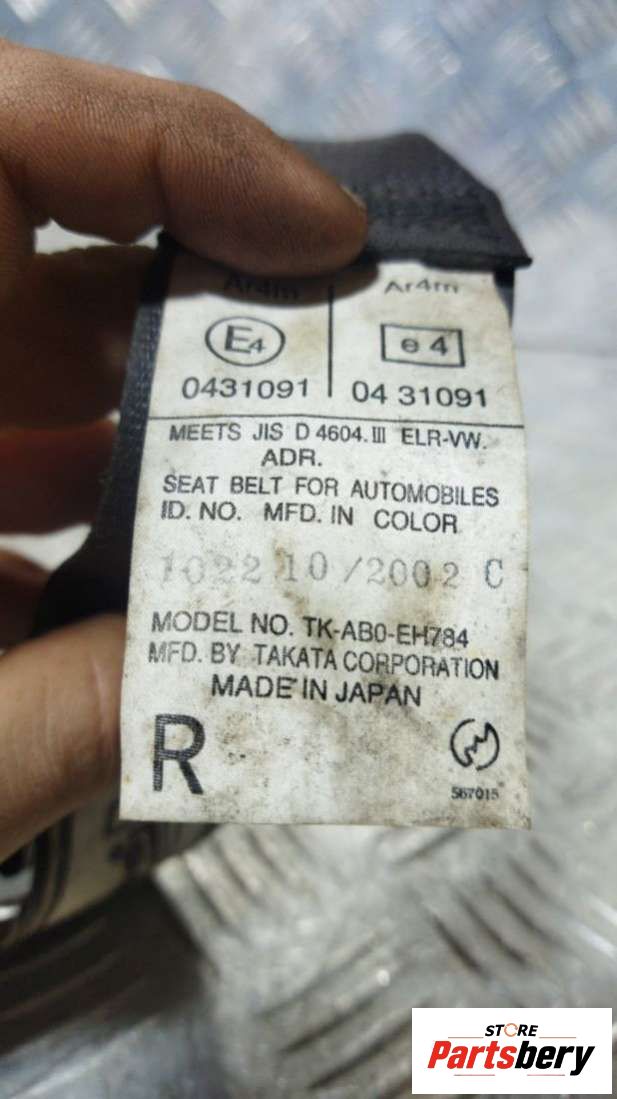 Ar4m Ar4m
E4 e4
0431091 04 31091
MEETS JIS D 4604.III ELR-VW.
ADR.
SEAT BELT FOR AUTOMOBILES
ID. NO. MFD. IN COLOR
1022 10/2002 C
MODEL NO. TK-AB0-EH784
MFD. BY TAKATA CORPORATION
MADE IN JAPAN
R
567015
STORE
Partsbery